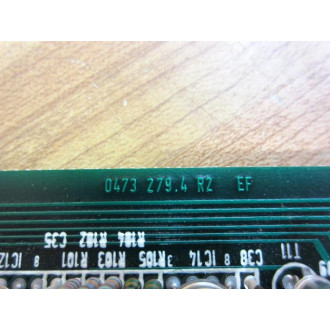 0473 279.4 R2 EF
R104 R102 C35
IC12 8 R101 R103 R105 3 IC14 8 C38 T11